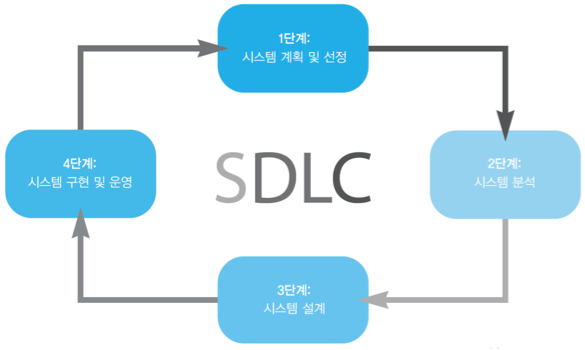 1단계:
시스템 계획 및 선정
4단계:
시스템 구현 및 운영
SDLC
2단계:
시스템 분석
3단계:
시스템 설계